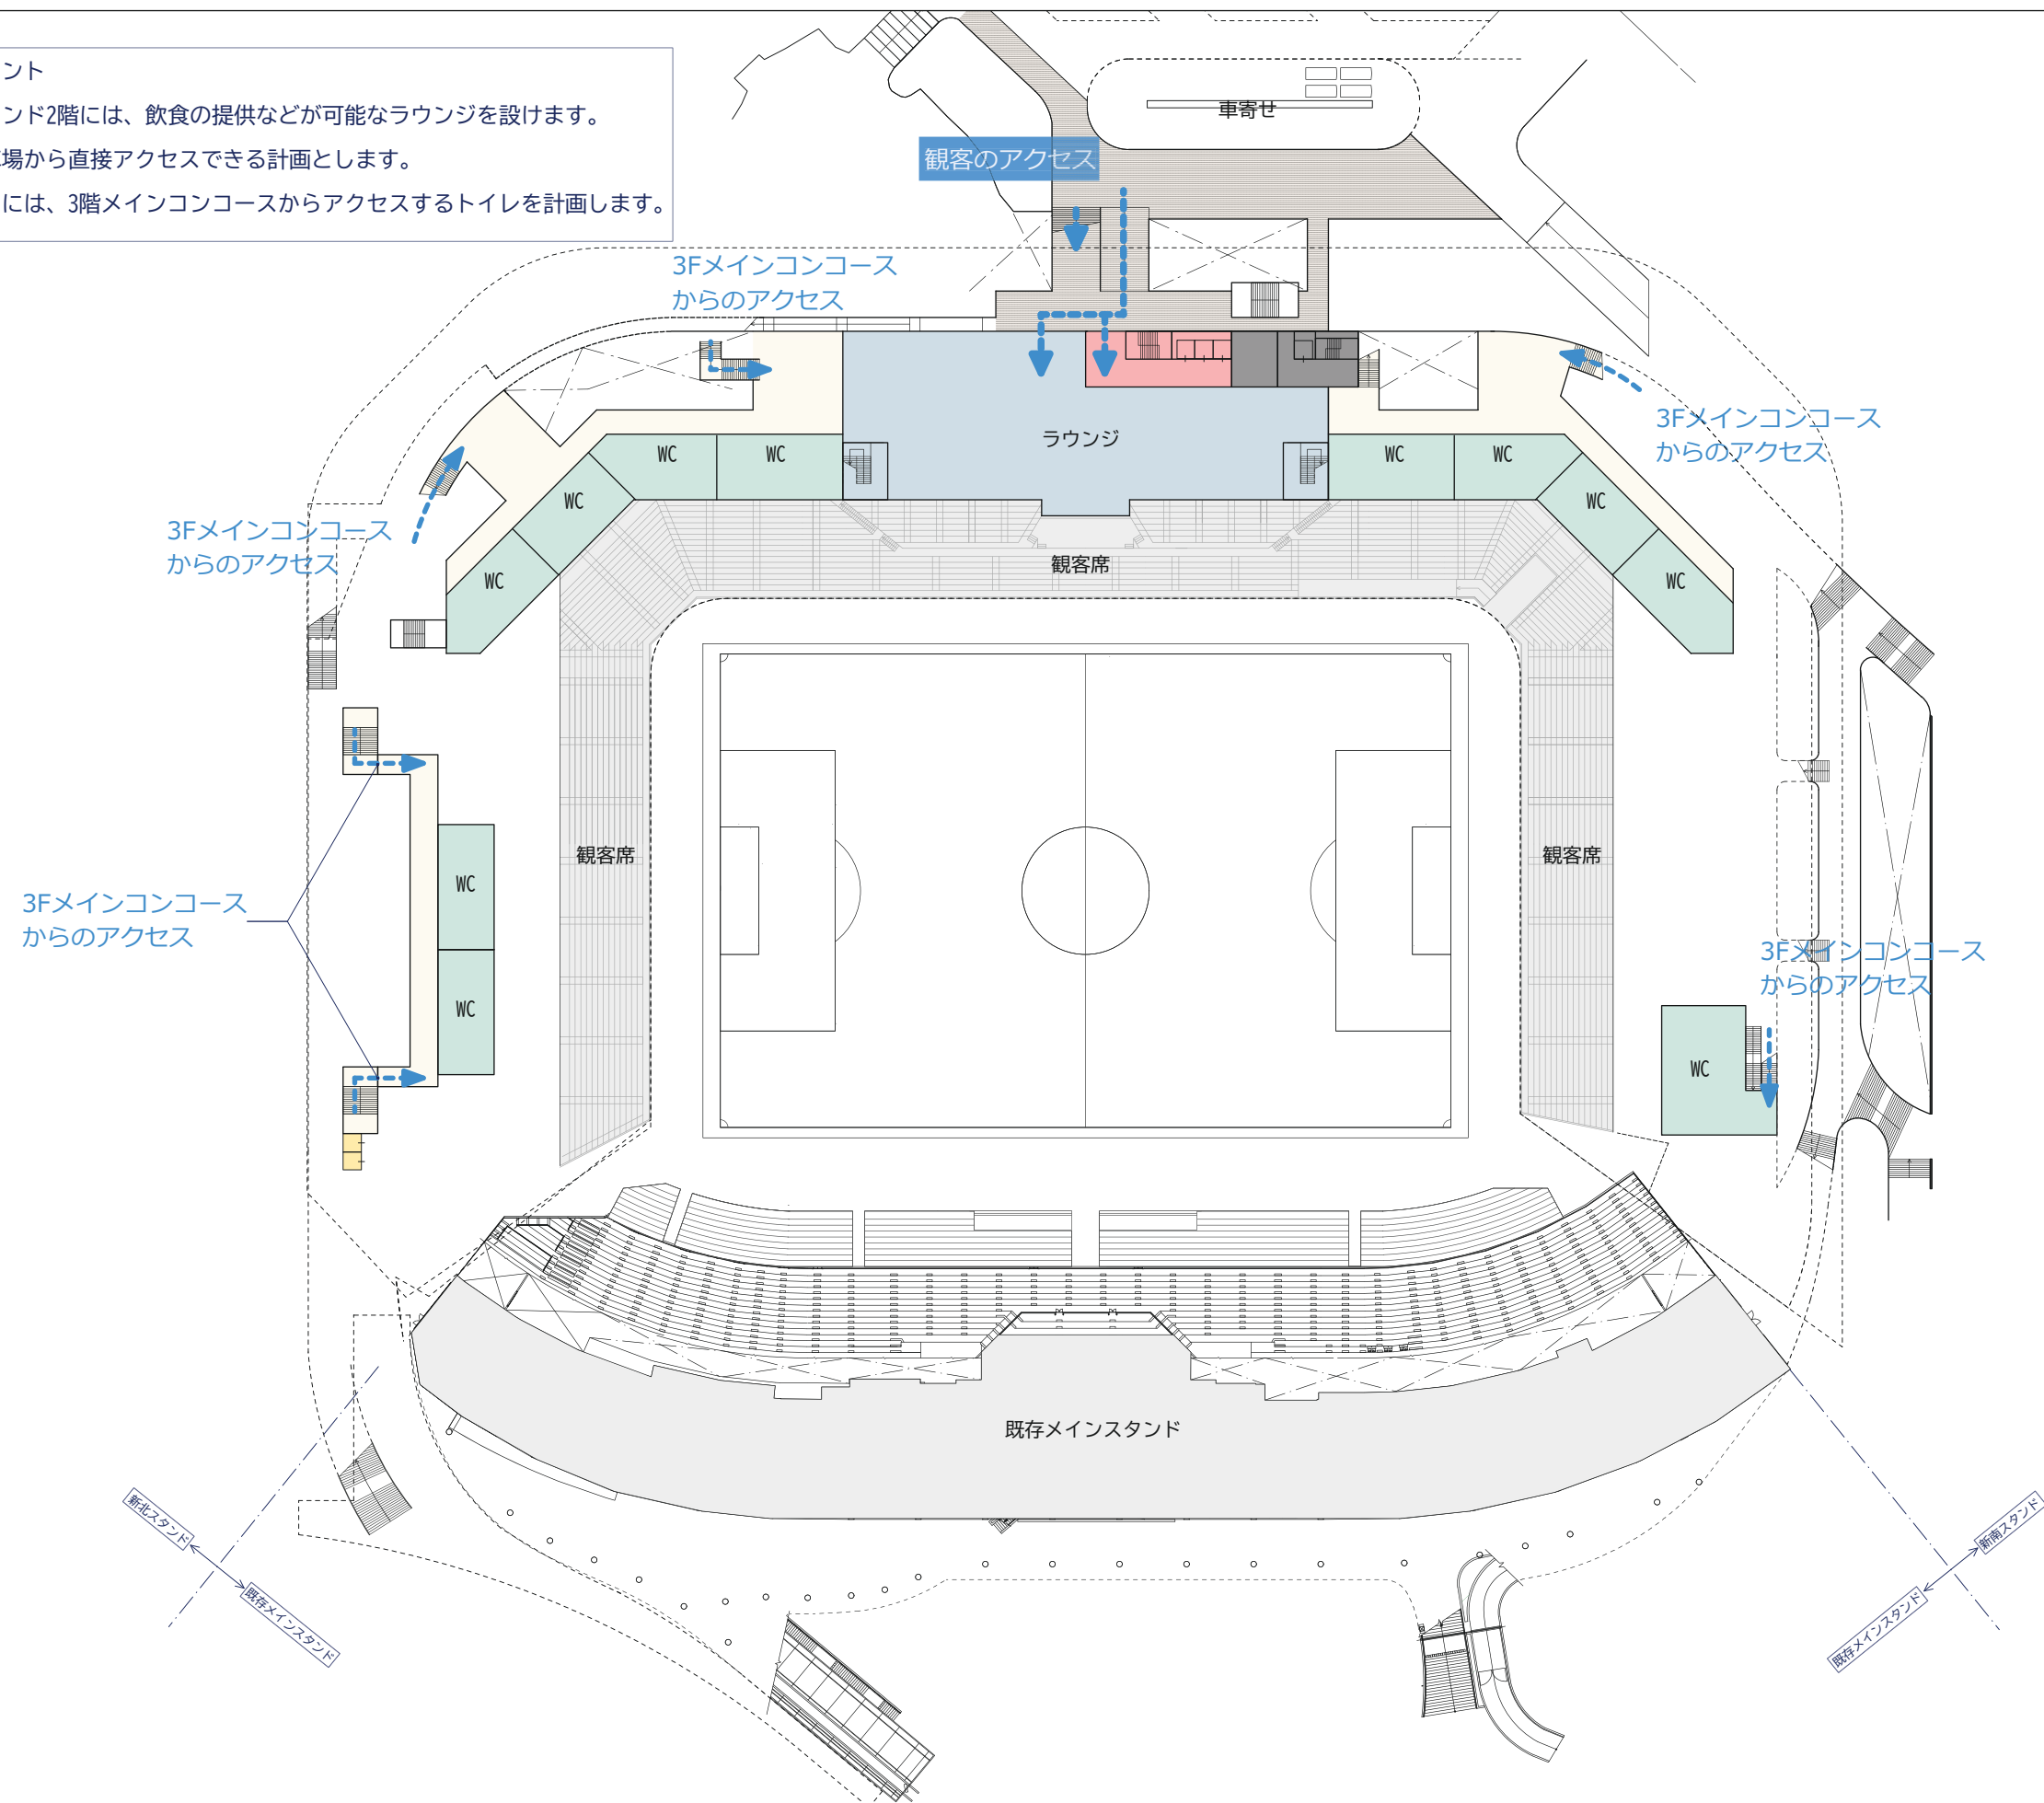 ント
ンド2階には、飲食の提供などが可能なラウンジを設けます。
場から直接アクセスできる計画とします。
には、3階メインコンコースからアクセスするトイレを計画します。
車寄せ
観客のアクセス
3Fメインコンコース
からのアクセス
3Fメインコンコース
からのアクセス
ラウンジ
WC
WC
WC
WC
WC
WC
WC
WC
3Fメインコンコース
からのアクセス
観客席
観客席
観客席
WC
3Fメインコンコース
からのアクセス
3Fメインコンコース
からのアクセス
WC
WC
既存メインスタンド
新北スタンド
既存メインスタンド
新南スタンド
既存メインスタンド